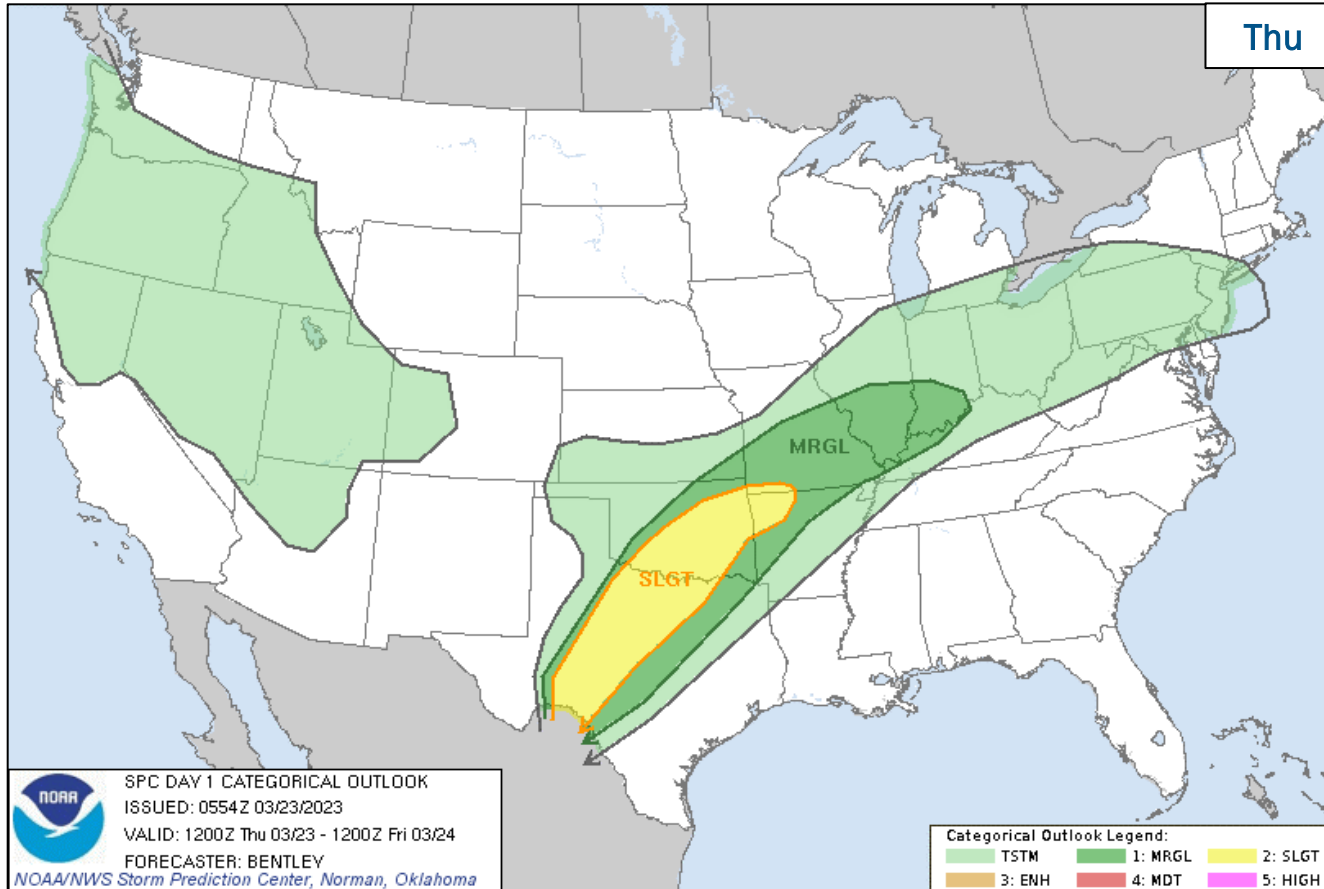 Thu
MRGL
SLGT
NOAA
SPC DAY 1 CATEGORICAL OUTLOOK
ISSUED: 0554Z 03/23/2023
VALID: 1200Z Thu 03/23 - 1200Z Fri 03/24
FORECASTER: BENTLEY
NOAA/NWS Storm Prediction Center, Norman, Oklahoma
Categorical Outlook Legend:
TSTM 1: MRGL 2: SLGT
3: ENH 4: MDT 5: HIGH